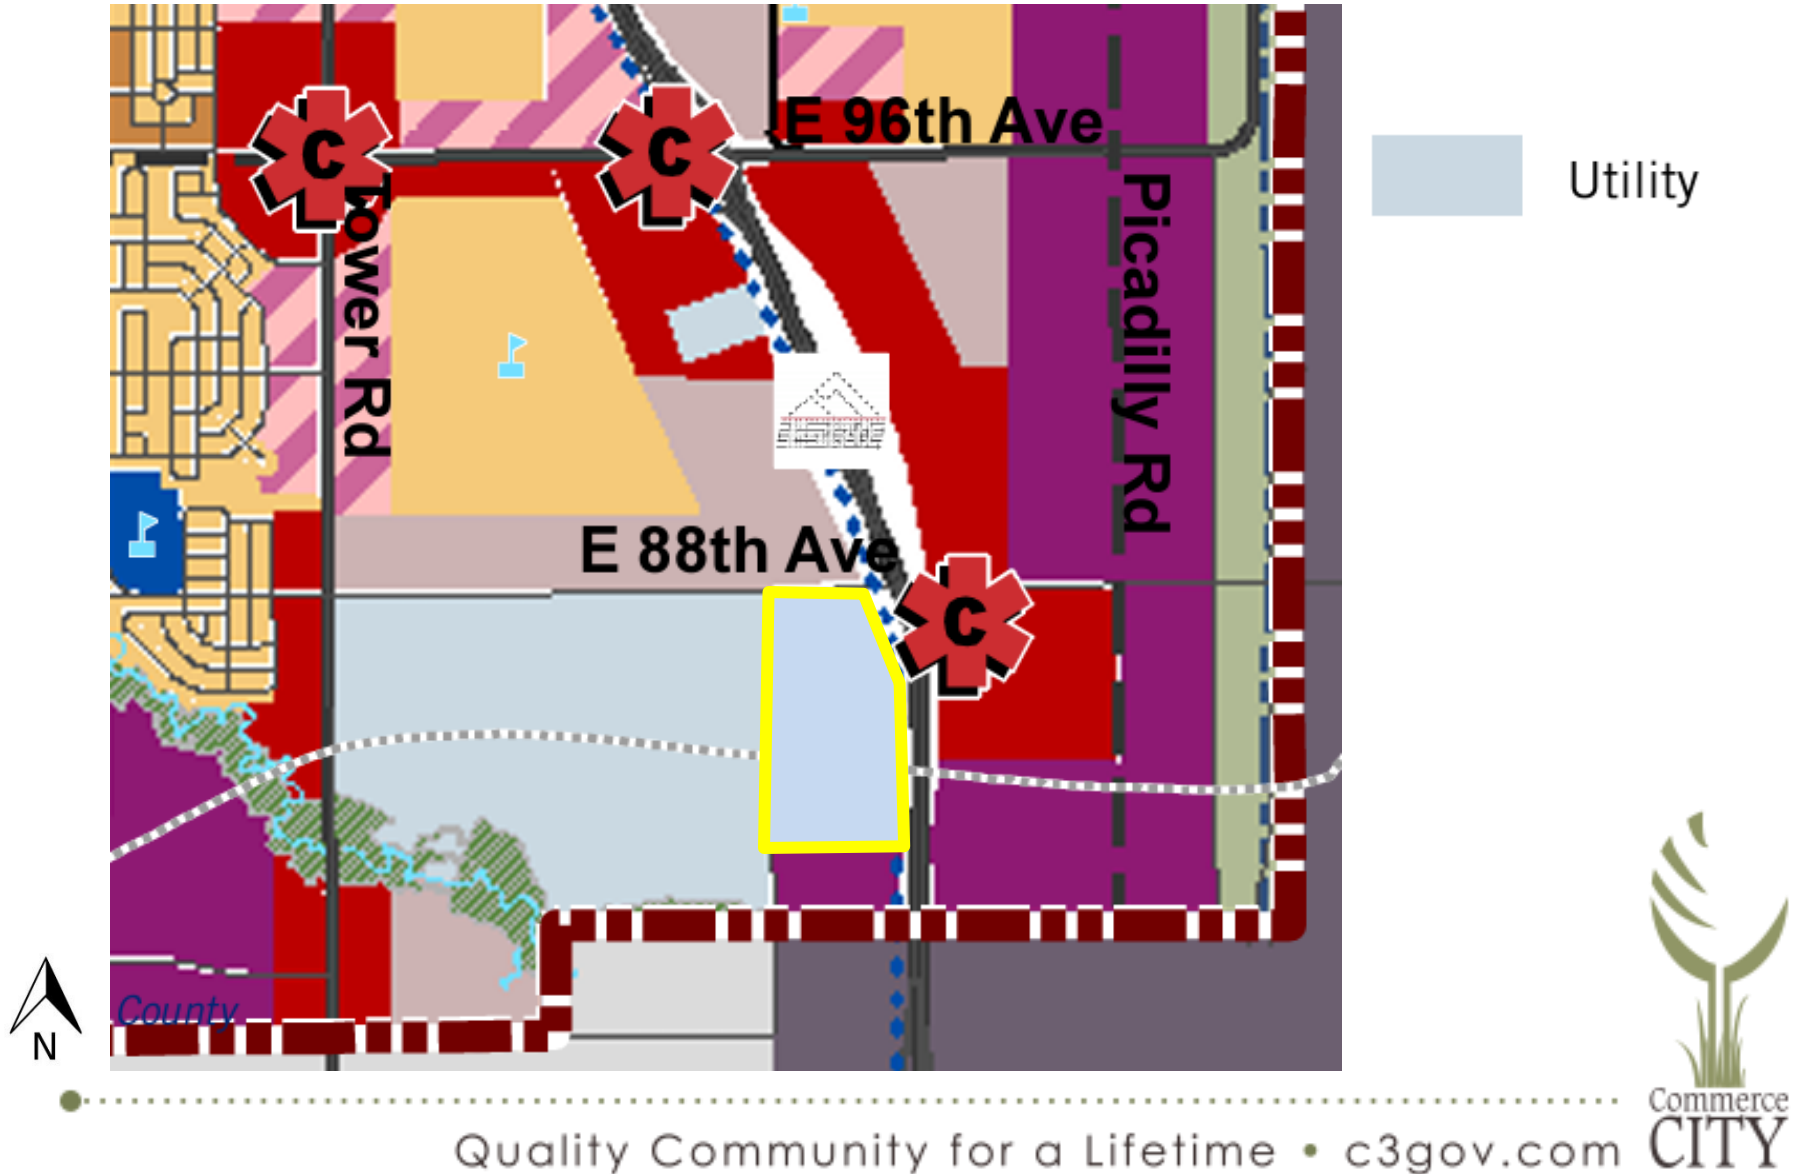 E 96th Ave
C
C
Tower Rd
Picadilly Rd
Utility
E 88th Ave
C
County
N
Commerce
CITY
Quality Community for a Lifetime • c3gov.com